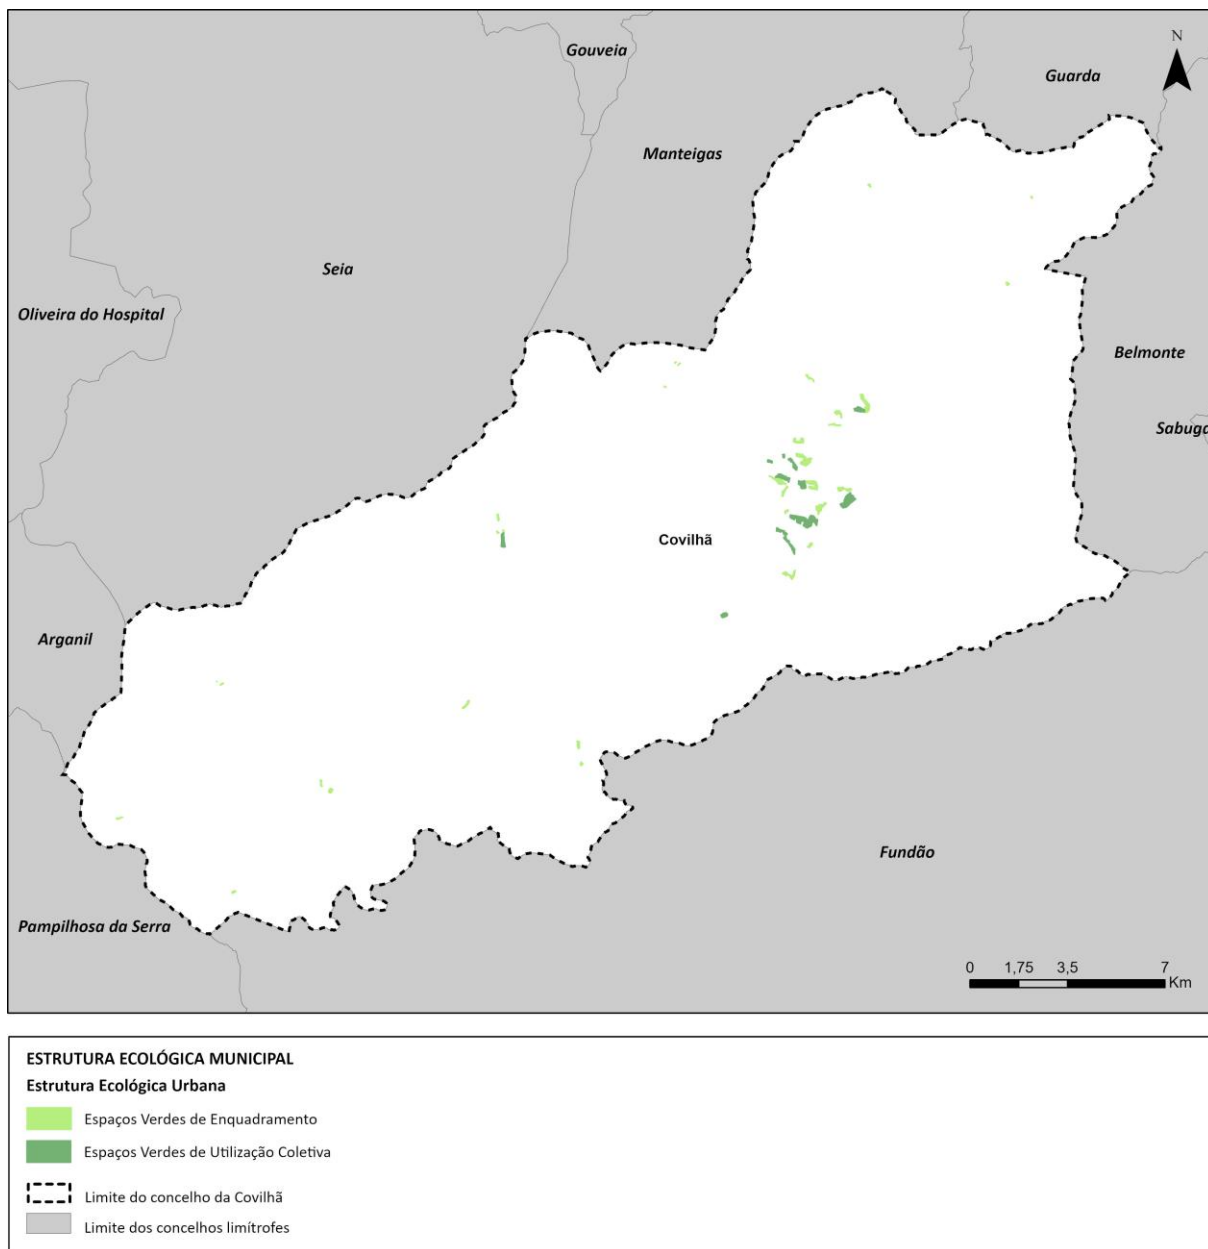 Gouveia
N
Guarda
Manteigas
Seia
Oliveira do Hospital
Belmonte
Sabuga
Covilhã
Arganil
Fundão
Pampilhosa da Serra
0 1,75 3,5 7
Km
ESTRUTURA ECOLÓGICA MUNICIPAL
Estrutura Ecológica Urbana
Espaços Verdes de Enquadramento
Espaços Verdes de Utilização Coletiva
Limite do concelho da Covilhã
Limite dos concelhos limítrofes